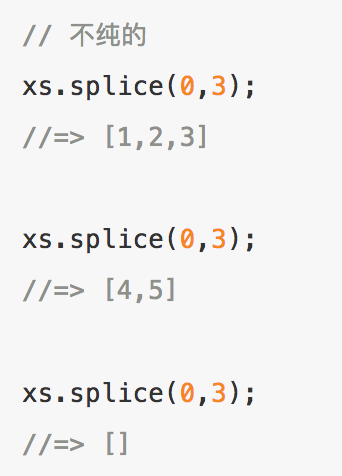 // 不纯的
xs.splice(0,3);
//=> [1,2,3]
xs.splice(0,3);
//=> [4,5]
xs.splice(0,3);
//=> []